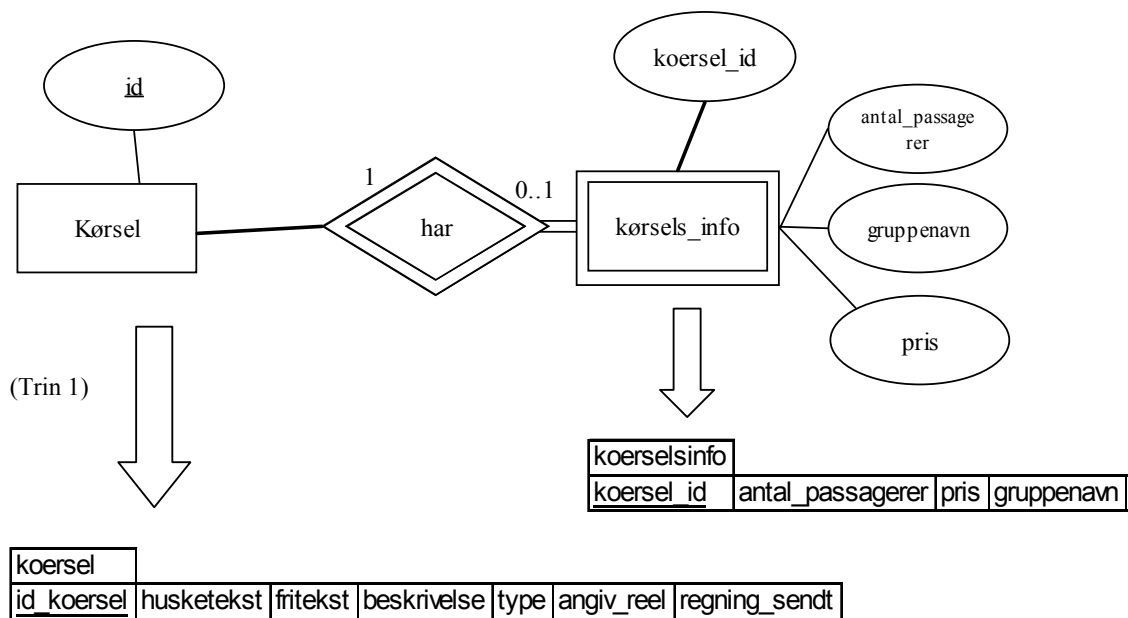 id
koersel_id
antal_passage
rer
1
0..1
Kørsel
har
kørsels_info
gruppenavn
pris
(Trin 1)
koerselsinfo
koersel_id antal_passagerer pris gruppenavn
koersel
id_koersel husketekst fritekst beskrivelse type angiv_reel regning_sendt